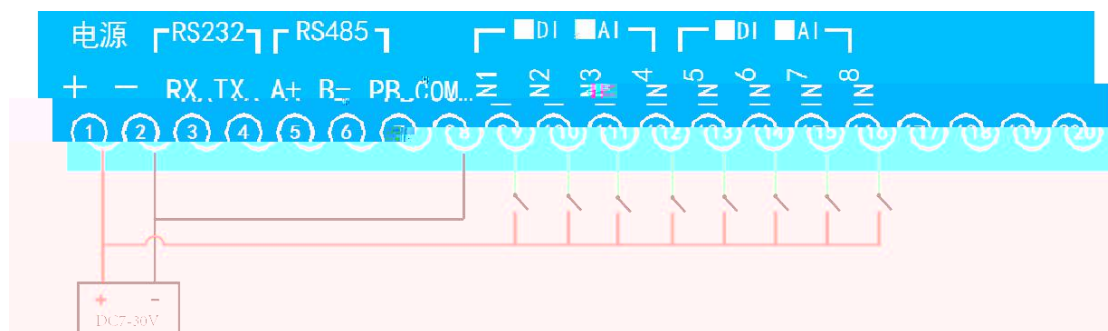 电源 RS232 RS485 DI AI DI AI
+ − RX TX A+ B− PB COM IN1 IN2 IN3 IN4 IN5 IN6 IN7 IN8
1 2 3 4 5 6 7 8 9 10 11 12 13 14 15 16 17 18 19 20
+ −
DC7-30V